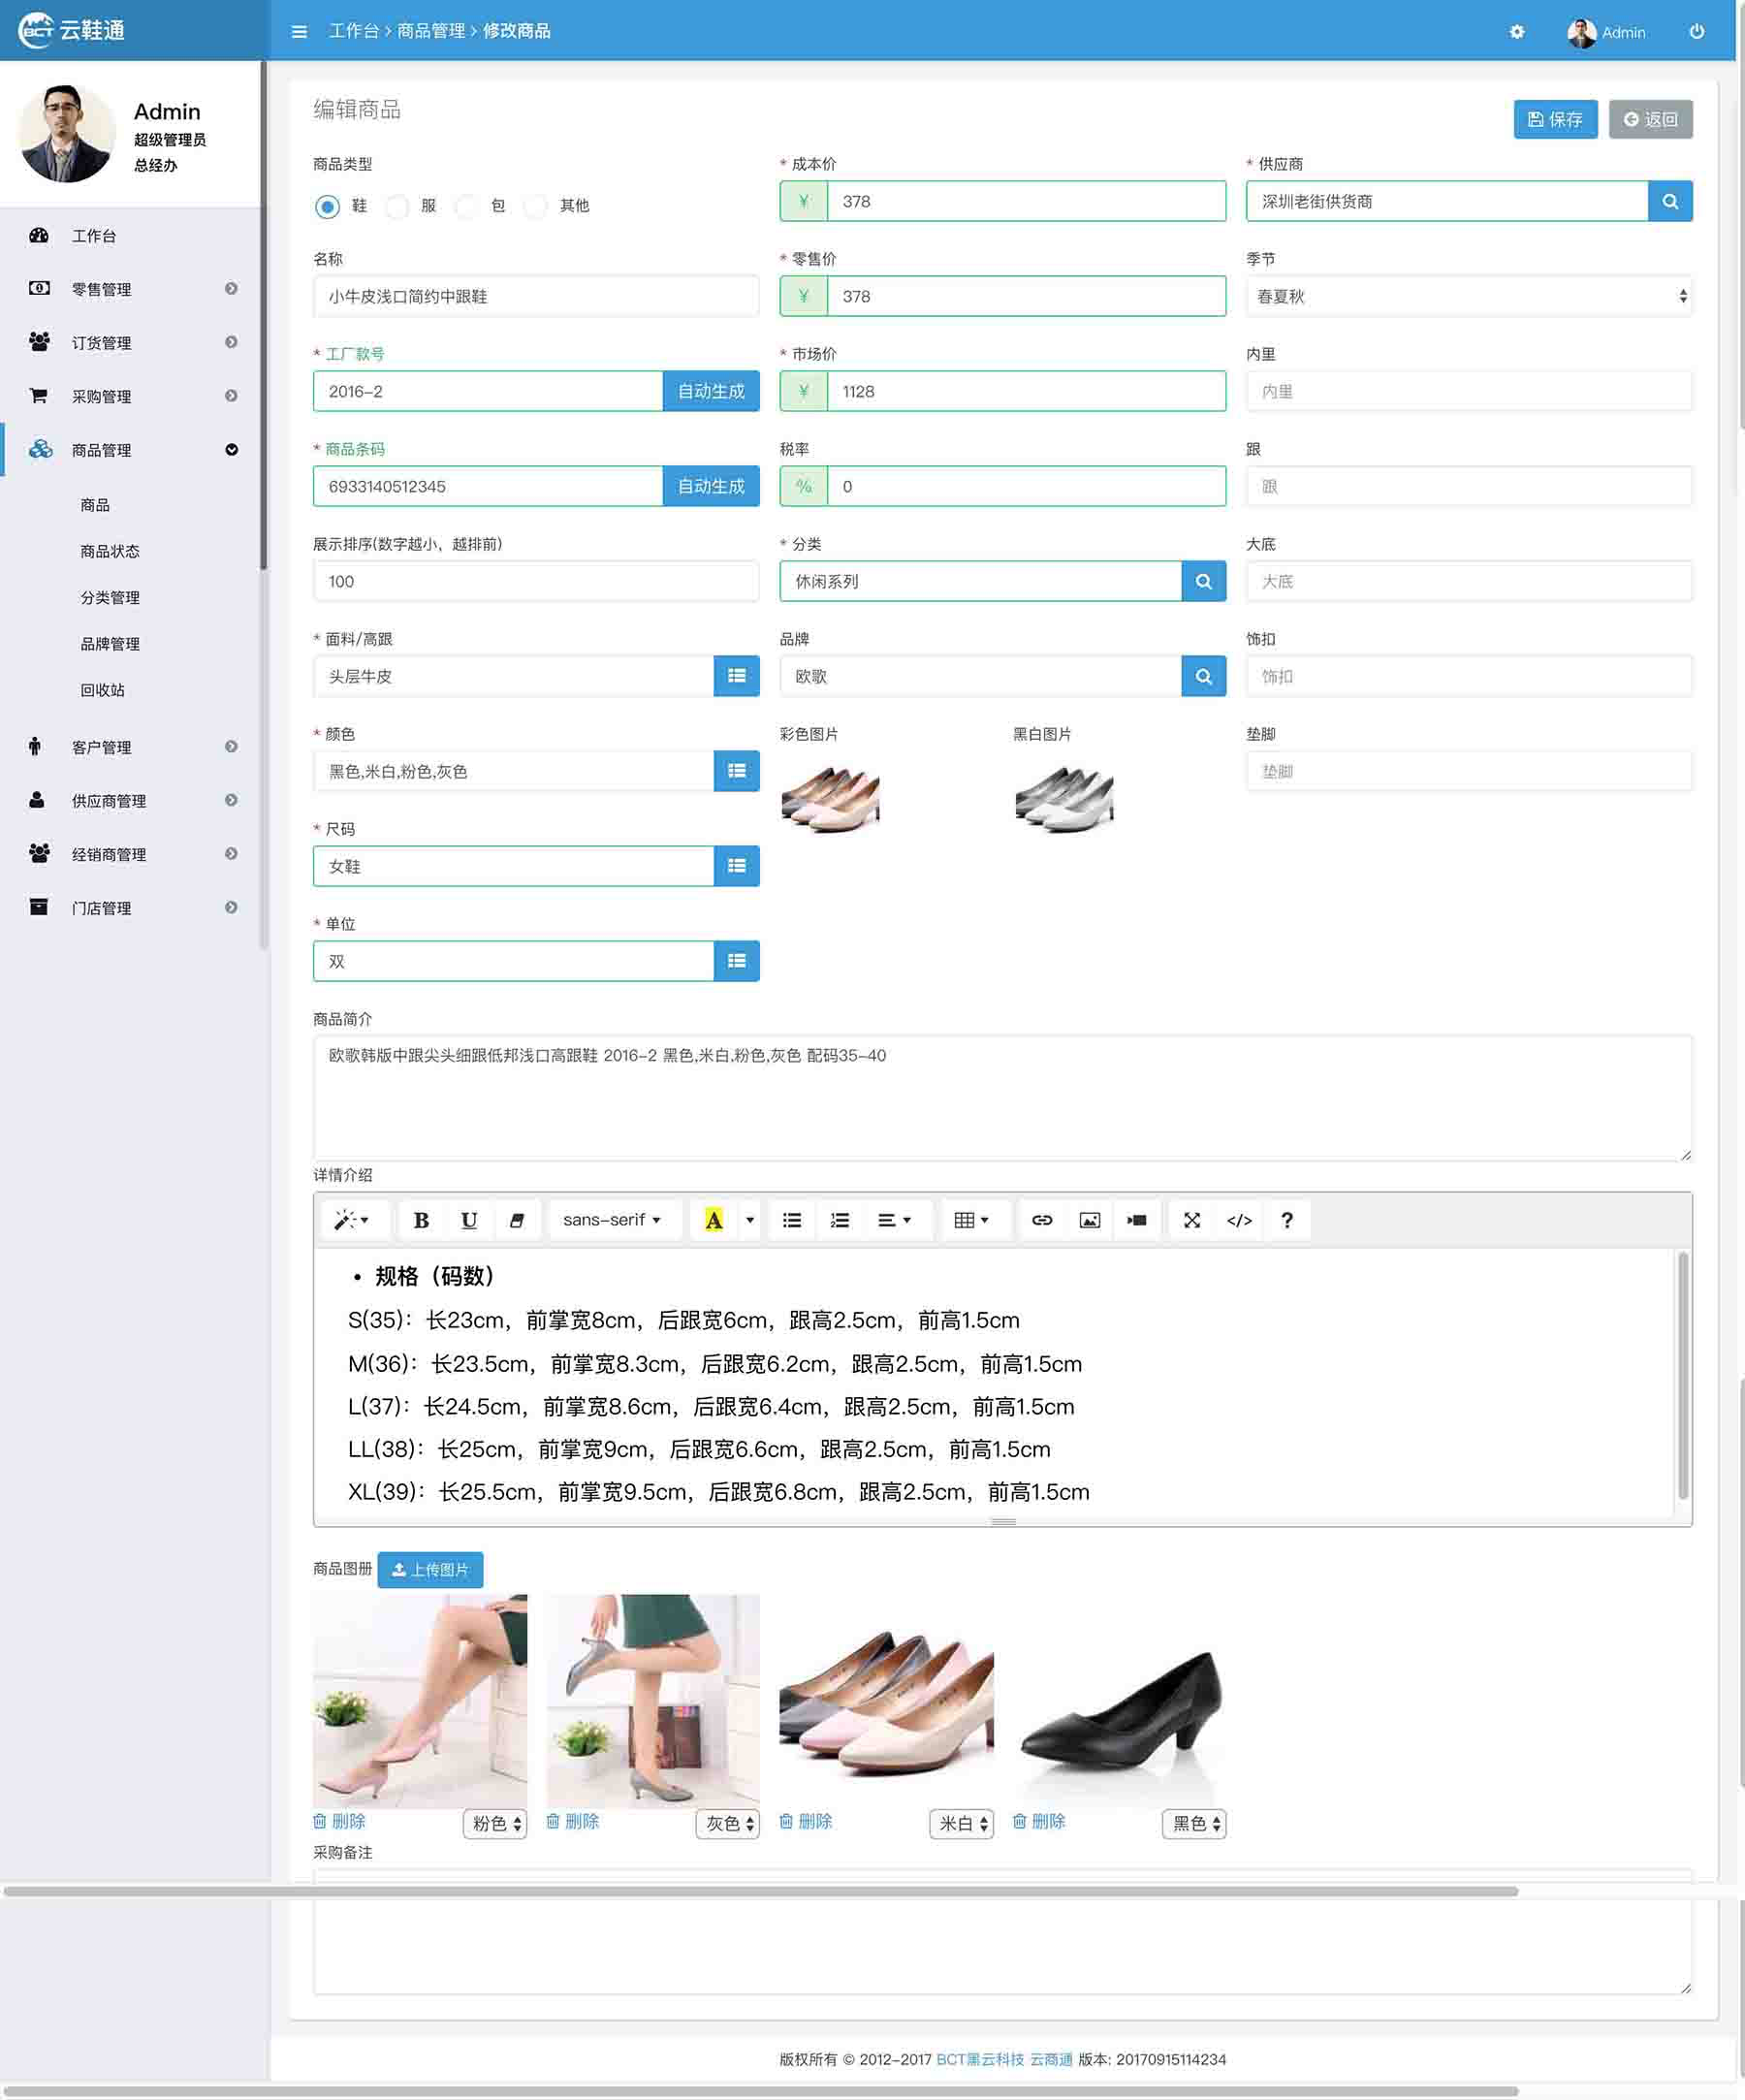 BCT 云鞋通
工作台 > 商品管理 > 修改商品
Admin
Admin
超级管理员
总经办
工作台
零售管理
订货管理
采购管理
商品管理
商品
商品状态
分类管理
品牌管理
回收站
客户管理
供应商管理
经销商管理
门店管理
编辑商品
保存
返回
商品类型
鞋 服 包 其他
* 成本价
¥ 378
* 供应商
深圳老街供货商
名称
小牛皮浅口简约中跟鞋
* 零售价
¥ 378
季节
春夏秋
* 工厂款号
2016-2 自动生成
* 市场价
¥ 1128
内里
内里
* 商品条码
6933140512345 自动生成
税率
% 0
跟
跟
展示排序(数字越小，越排前)
100
* 分类
休闲系列
大底
大底
* 面料/高跟
头层牛皮
品牌
欧歌
饰扣
饰扣
* 颜色
黑色,米白,粉色,灰色
彩色图片
黑白图片
垫脚
垫脚
* 尺码
女鞋
* 单位
双
商品简介
欧歌韩版中跟尖头细跟低邦浅口高跟鞋 2016-2 黑色,米白,粉色,灰色 配码35-40
详情介绍
B U sans-serif A </> ?
• 规格（码数）
S(35)：长23cm，前掌宽8cm，后跟宽6cm，跟高2.5cm，前高1.5cm
M(36)：长23.5cm，前掌宽8.3cm，后跟宽6.2cm，跟高2.5cm，前高1.5cm
L(37)：长24.5cm，前掌宽8.6cm，后跟宽6.4cm，跟高2.5cm，前高1.5cm
LL(38)：长25cm，前掌宽9cm，后跟宽6.6cm，跟高2.5cm，前高1.5cm
XL(39)：长25.5cm，前掌宽9.5cm，后跟宽6.8cm，跟高2.5cm，前高1.5cm
商品图册 上传图片
删除 粉色 删除 灰色 删除 米白 删除 黑色
采购备注
版权所有 © 2012-2017 BCT黑云科技 云商通 版本: 20170915114234